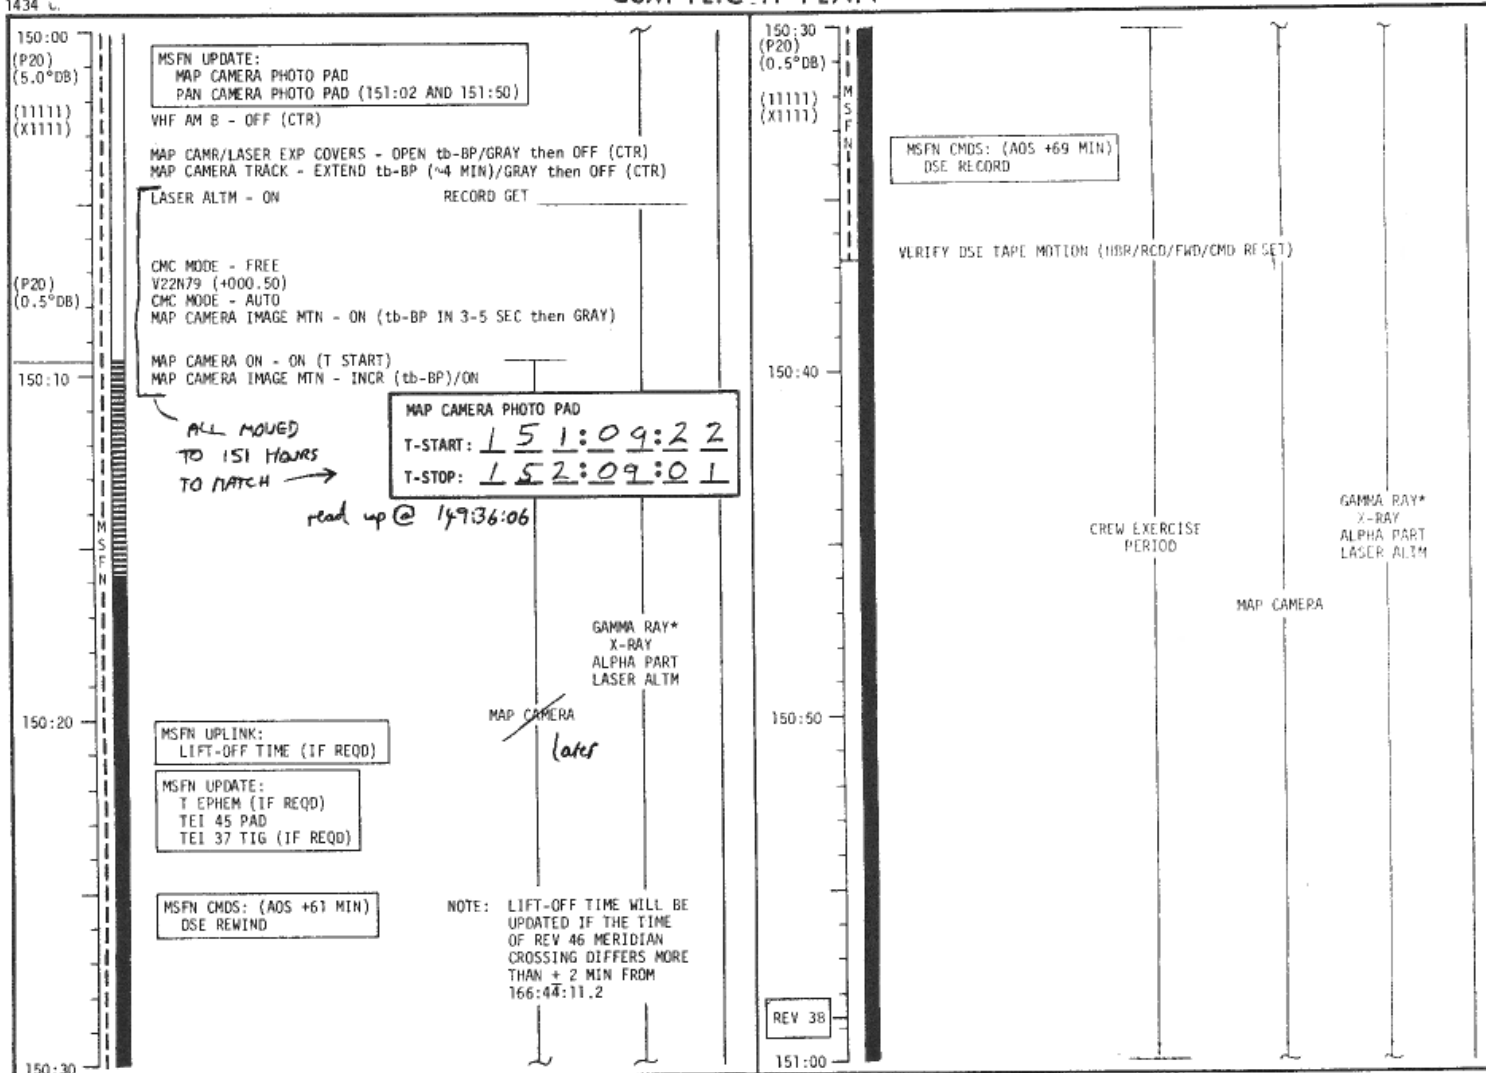 1434
FLIGHT PLAN
150:00
(P20)
(5.0°DB)
(11111)
(X1111)
MSFN UPDATE:
MAP CAMERA PHOTO PAD
PAN CAMERA PHOTO PAD (151:02 AND 151:50)
VHF AM B - OFF (CTR)
MAP CAMR/LASER EXP COVERS - OPEN tb-BP/GRAY then OFF (CTR)
MAP CAMERA TRACK - EXTEND tb-BP (~4 MIN)/GRAY then OFF (CTR)
LASER ALTM - ON RECORD GET
CMC MODE - FREE
(P20)
(0.5°DB)
V22N79 (+000.50)
CMC MODE - AUTO
MAP CAMERA IMAGE MTN - ON (tb-BP IN 3-5 SEC then GRAY)
MAP CAMERA ON - ON (T START)
150:10
MAP CAMERA IMAGE MTN - INCR (tb-BP)/ON
ALL MOVED
TO 151 HOURS
TO MATCH
MAP CAMERA PHOTO PAD
T-START: 151:09:22
T-STOP: 152:09:01
read up @ 149:36:06
MSFN
GAMMA RAY*
X-RAY
ALPHA PART
LASER ALTM
MAP CAMERA
later
150:20
MSFN UPLINK:
LIFT-OFF TIME (IF REQD)
MSFN UPDATE:
T EPHEM (IF REQD)
TEI 45 PAD
TEI 37 TIG (IF REQD)
MSFN CMDS: (AOS +61 MIN)
DSE REWIND
NOTE: LIFT-OFF TIME WILL BE
UPDATED IF THE TIME
OF REV 46 MERIDIAN
CROSSING DIFFERS MORE
THAN ± 2 MIN FROM
166:44:11.2
150:30
150:30
(P20)
(0.5°DB)
(11111)
(X1111)
MSFN
MSFN CMDS: (AOS +69 MIN)
DSE RECORD
VERIFY DSE TAPE MOTION (HBR/RCD/FWD/CMD RESET)
150:40
CREW EXERCISE
PERIOD
GAMMA RAY*
X-RAY
ALPHA PART
LASER ALTM
MAP CAMERA
150:50
REV 38
151:00